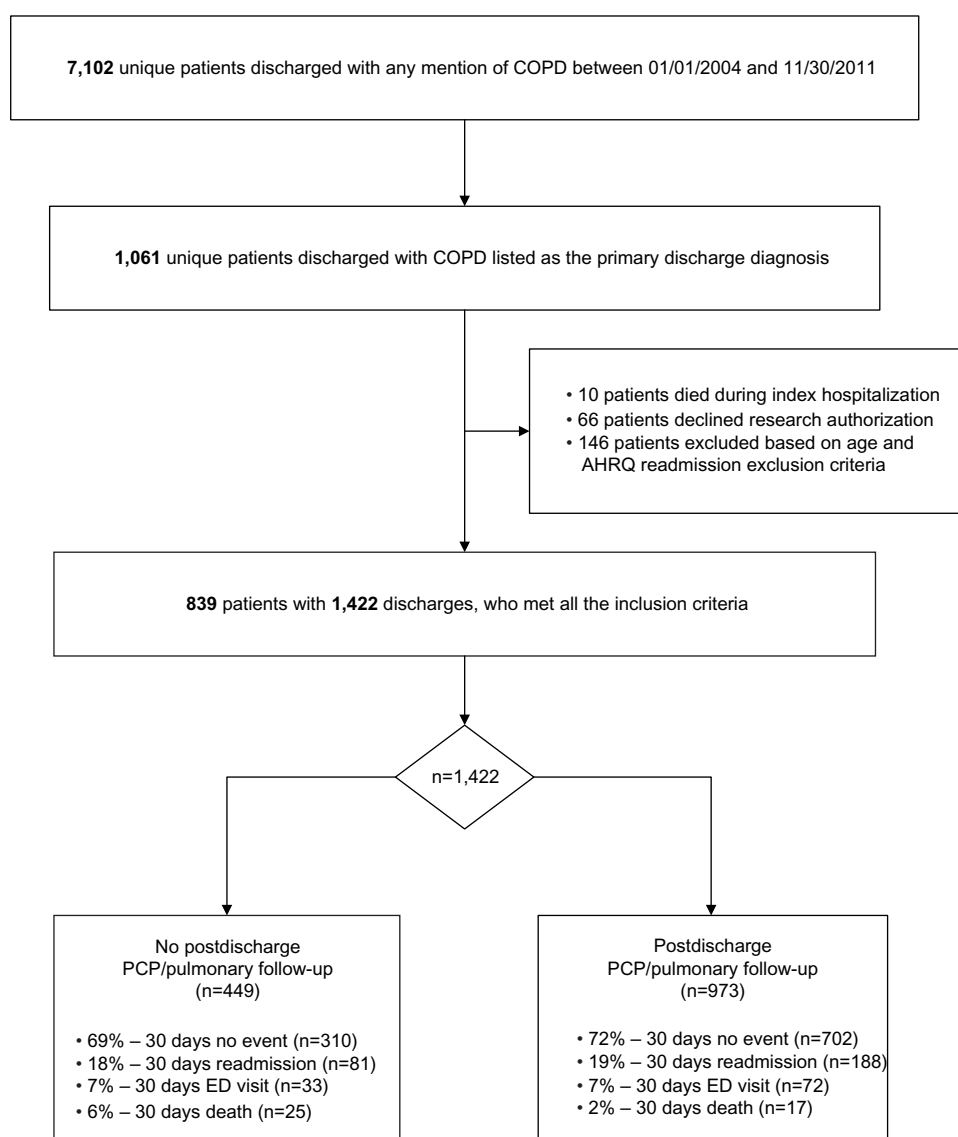 7,102 unique patients discharged with any mention of COPD between 01/01/2004 and 11/30/2011
1,061 unique patients discharged with COPD listed as the primary discharge diagnosis
• 10 patients died during index hospitalization
• 66 patients declined research authorization
• 146 patients excluded based on age and
AHRQ readmission exclusion criteria
839 patients with 1,422 discharges, who met all the inclusion criteria
n=1,422
No postdischarge
PCP/pulmonary follow-up
(n=449)
• 69% – 30 days no event (n=310)
• 18% – 30 days readmission (n=81)
• 7% – 30 days ED visit (n=33)
• 6% – 30 days death (n=25)
Postdischarge
PCP/pulmonary follow-up
(n=973)
• 72% – 30 days no event (n=702)
• 19% – 30 days readmission (n=188)
• 7% – 30 days ED visit (n=72)
• 2% – 30 days death (n=17)